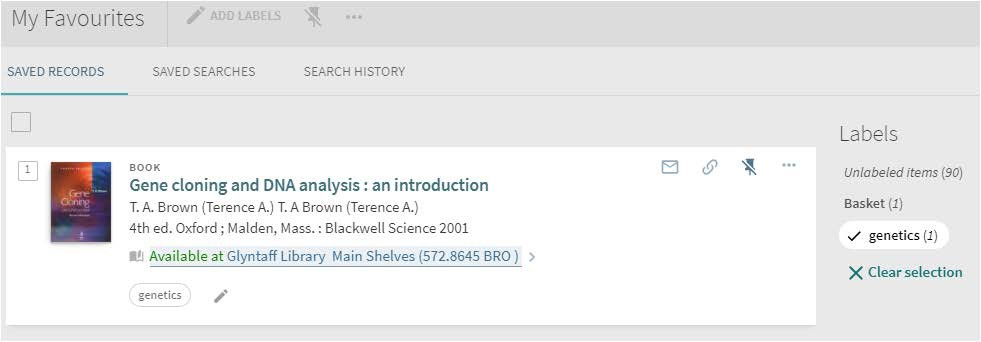 My Favourites
ADD LABELS
SAVED RECORDS
SAVED SEARCHES
SEARCH HISTORY
Labels
Unlabeled items (90)
Basket (1)
genetics (1)
Clear selection
1
Gene
Cloning
BOOK
Gene cloning and DNA analysis : an introduction
T. A. Brown (Terence A.) T. A Brown (Terence A.)
4th ed. Oxford ; Malden, Mass. : Blackwell Science 2001
Available at Glyntaff Library Main Shelves (572.8645 BRO )
genetics